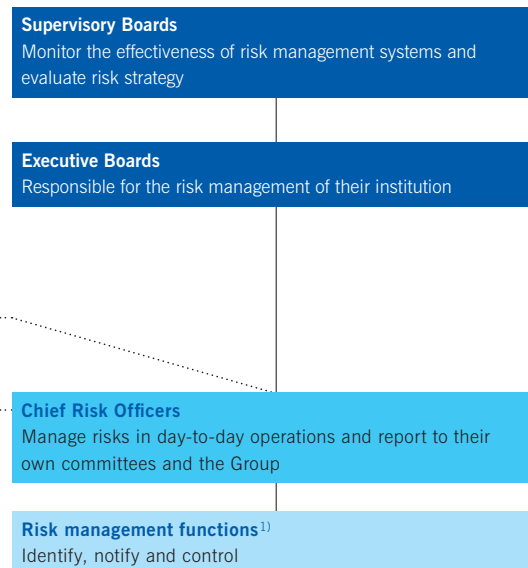 Supervisory Boards
Monitor the effectiveness of risk management systems and
evaluate risk strategy
Executive Boards
Responsible for the risk management of their institution
Chief Risk Officers
Manage risks in day-to-day operations and report to their
own committees and the Group
Risk management functions1)
Identify, notify and control